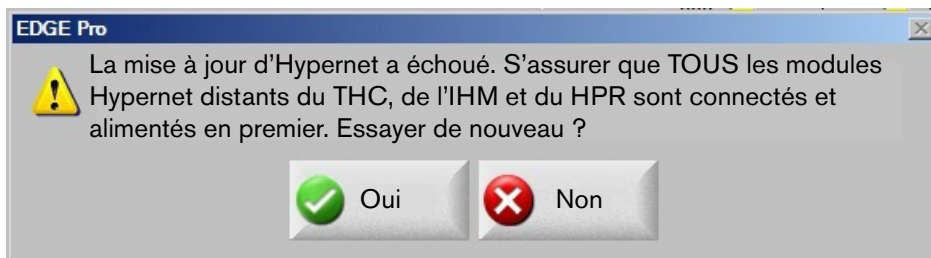 EDGE Pro
La mise à jour d'Hypernet a échoué. S'assurer que TOUS les modules
Hypernet distants du THC, de l'IHM et du HPR sont connectés et
alimentés en premier. Essayer de nouveau ?
Oui
Non